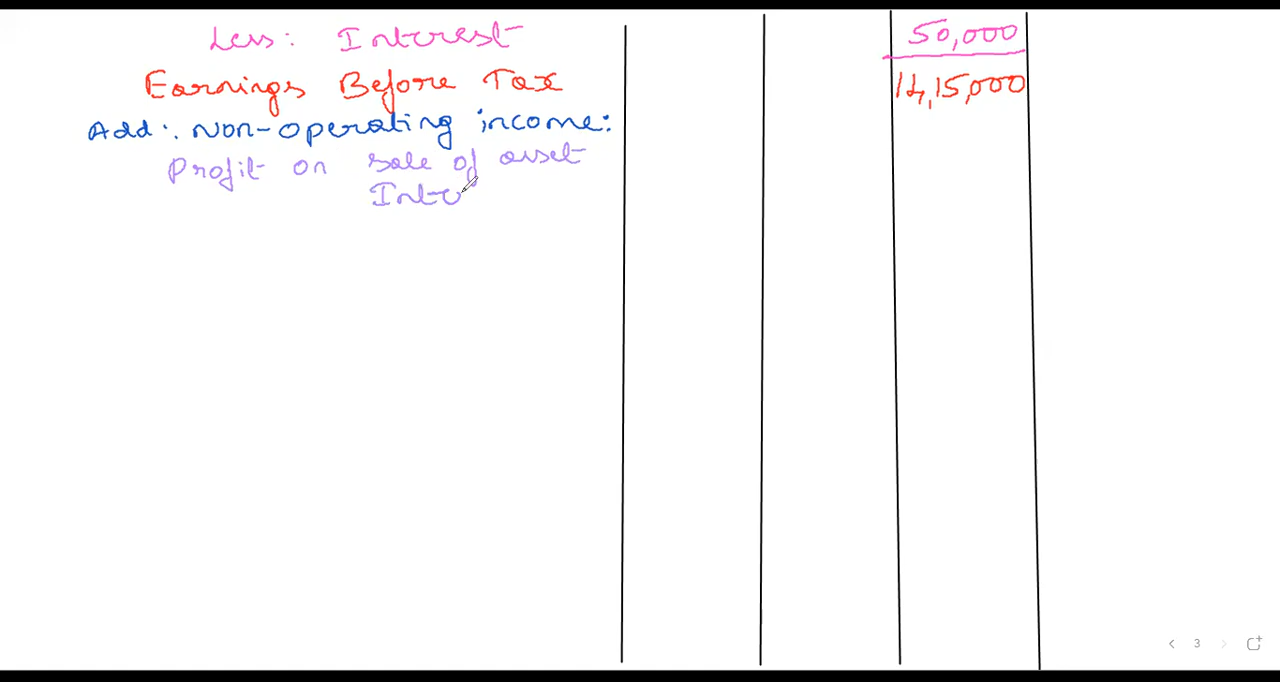 Less: Interest 50,000
Earnings Before Tax 14,15,000
Add: Non-operating income:
Profit on sale of asset
Inte
3